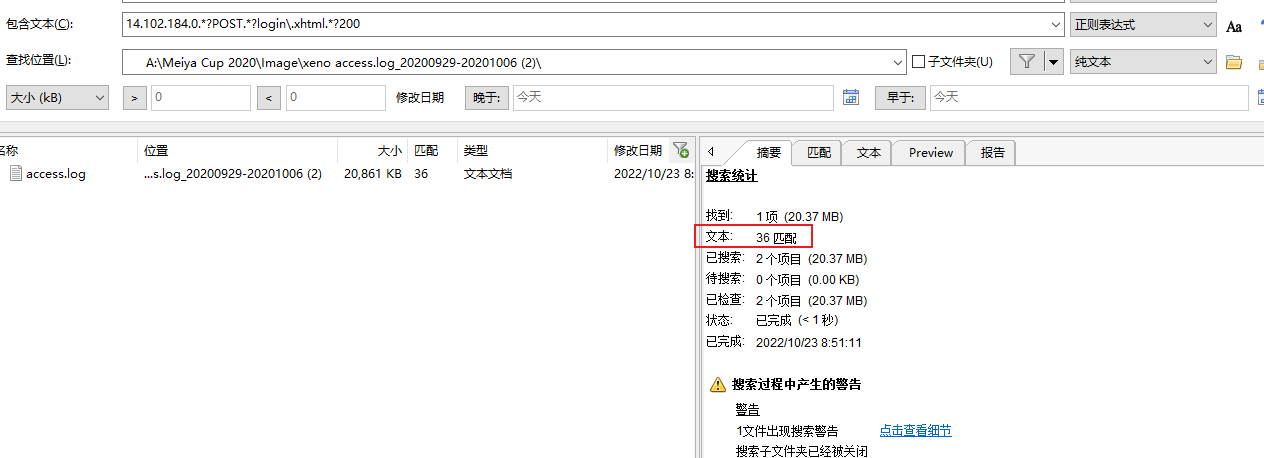 包含文本(C): 14.102.184.0.*?POST.*?login\.xhtml.*?200 正则表达式 Aa
查找位置(L): A:\Meiya Cup 2020\Image\xeno access.log_20200929-20201006 (2)\ 子文件夹(U) 纯文本
大小 (kB) > 0 < 0 修改日期 晚于: 今天 早于: 今天
名称 位置 大小 匹配 类型 修改日期
access.log ...s.log_20200929-20201006 (2) 20,861 KB 36 文本文档 2022/10/23 8:
摘要 匹配 文本 Preview 报告
搜索统计
找到: 1 项 (20.37 MB)
文本: 36 匹配
已搜索: 2 个项目 (20.37 MB)
待搜索: 0 个项目 (0.00 KB)
已检查: 2 个项目 (20.37 MB)
状态: 已完成 (< 1 秒)
已完成: 2022/10/23 8:51:11
搜索过程中产生的警告
警告
1文件出现搜索警告 点击查看细节
搜索子文件夹已经被关闭